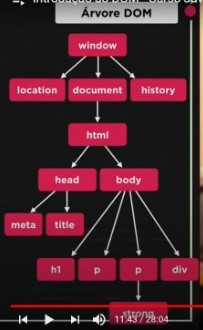 Introdução ao DOM - Curso
Árvore DOM
window
location document history
html
head body
meta title
h1 p p div
strong
11:43 / 28:04